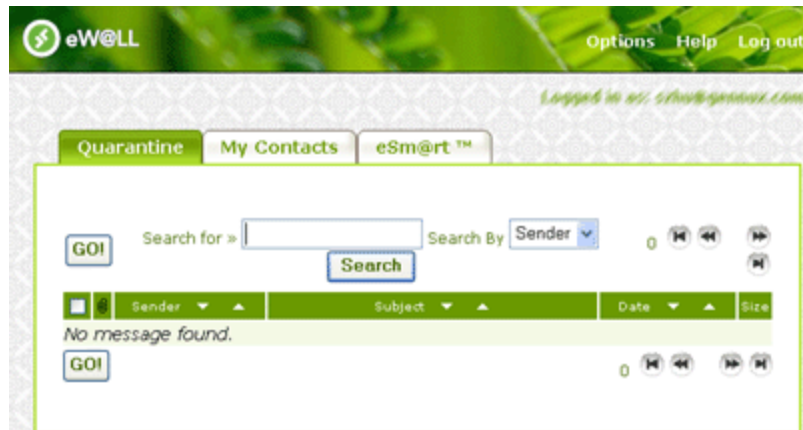 eW@LL
Options Help Log out
Logged in as:
Quarantine My Contacts eSm@rt ™
GO! Search for » Search By Sender 0
Search
Sender Subject Date Size
No message found.
GO! 0